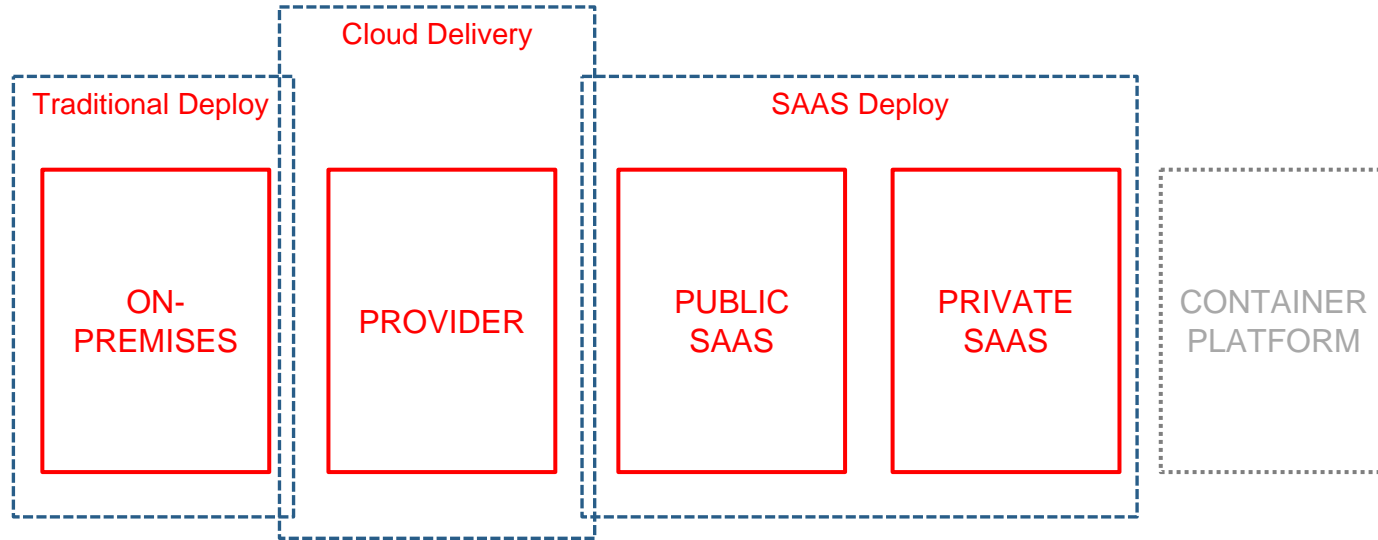 Cloud Delivery
Traditional Deploy
SAAS Deploy
ON-
PREMISES
PROVIDER
PUBLIC
SAAS
PRIVATE
SAAS
CONTAINER
PLATFORM